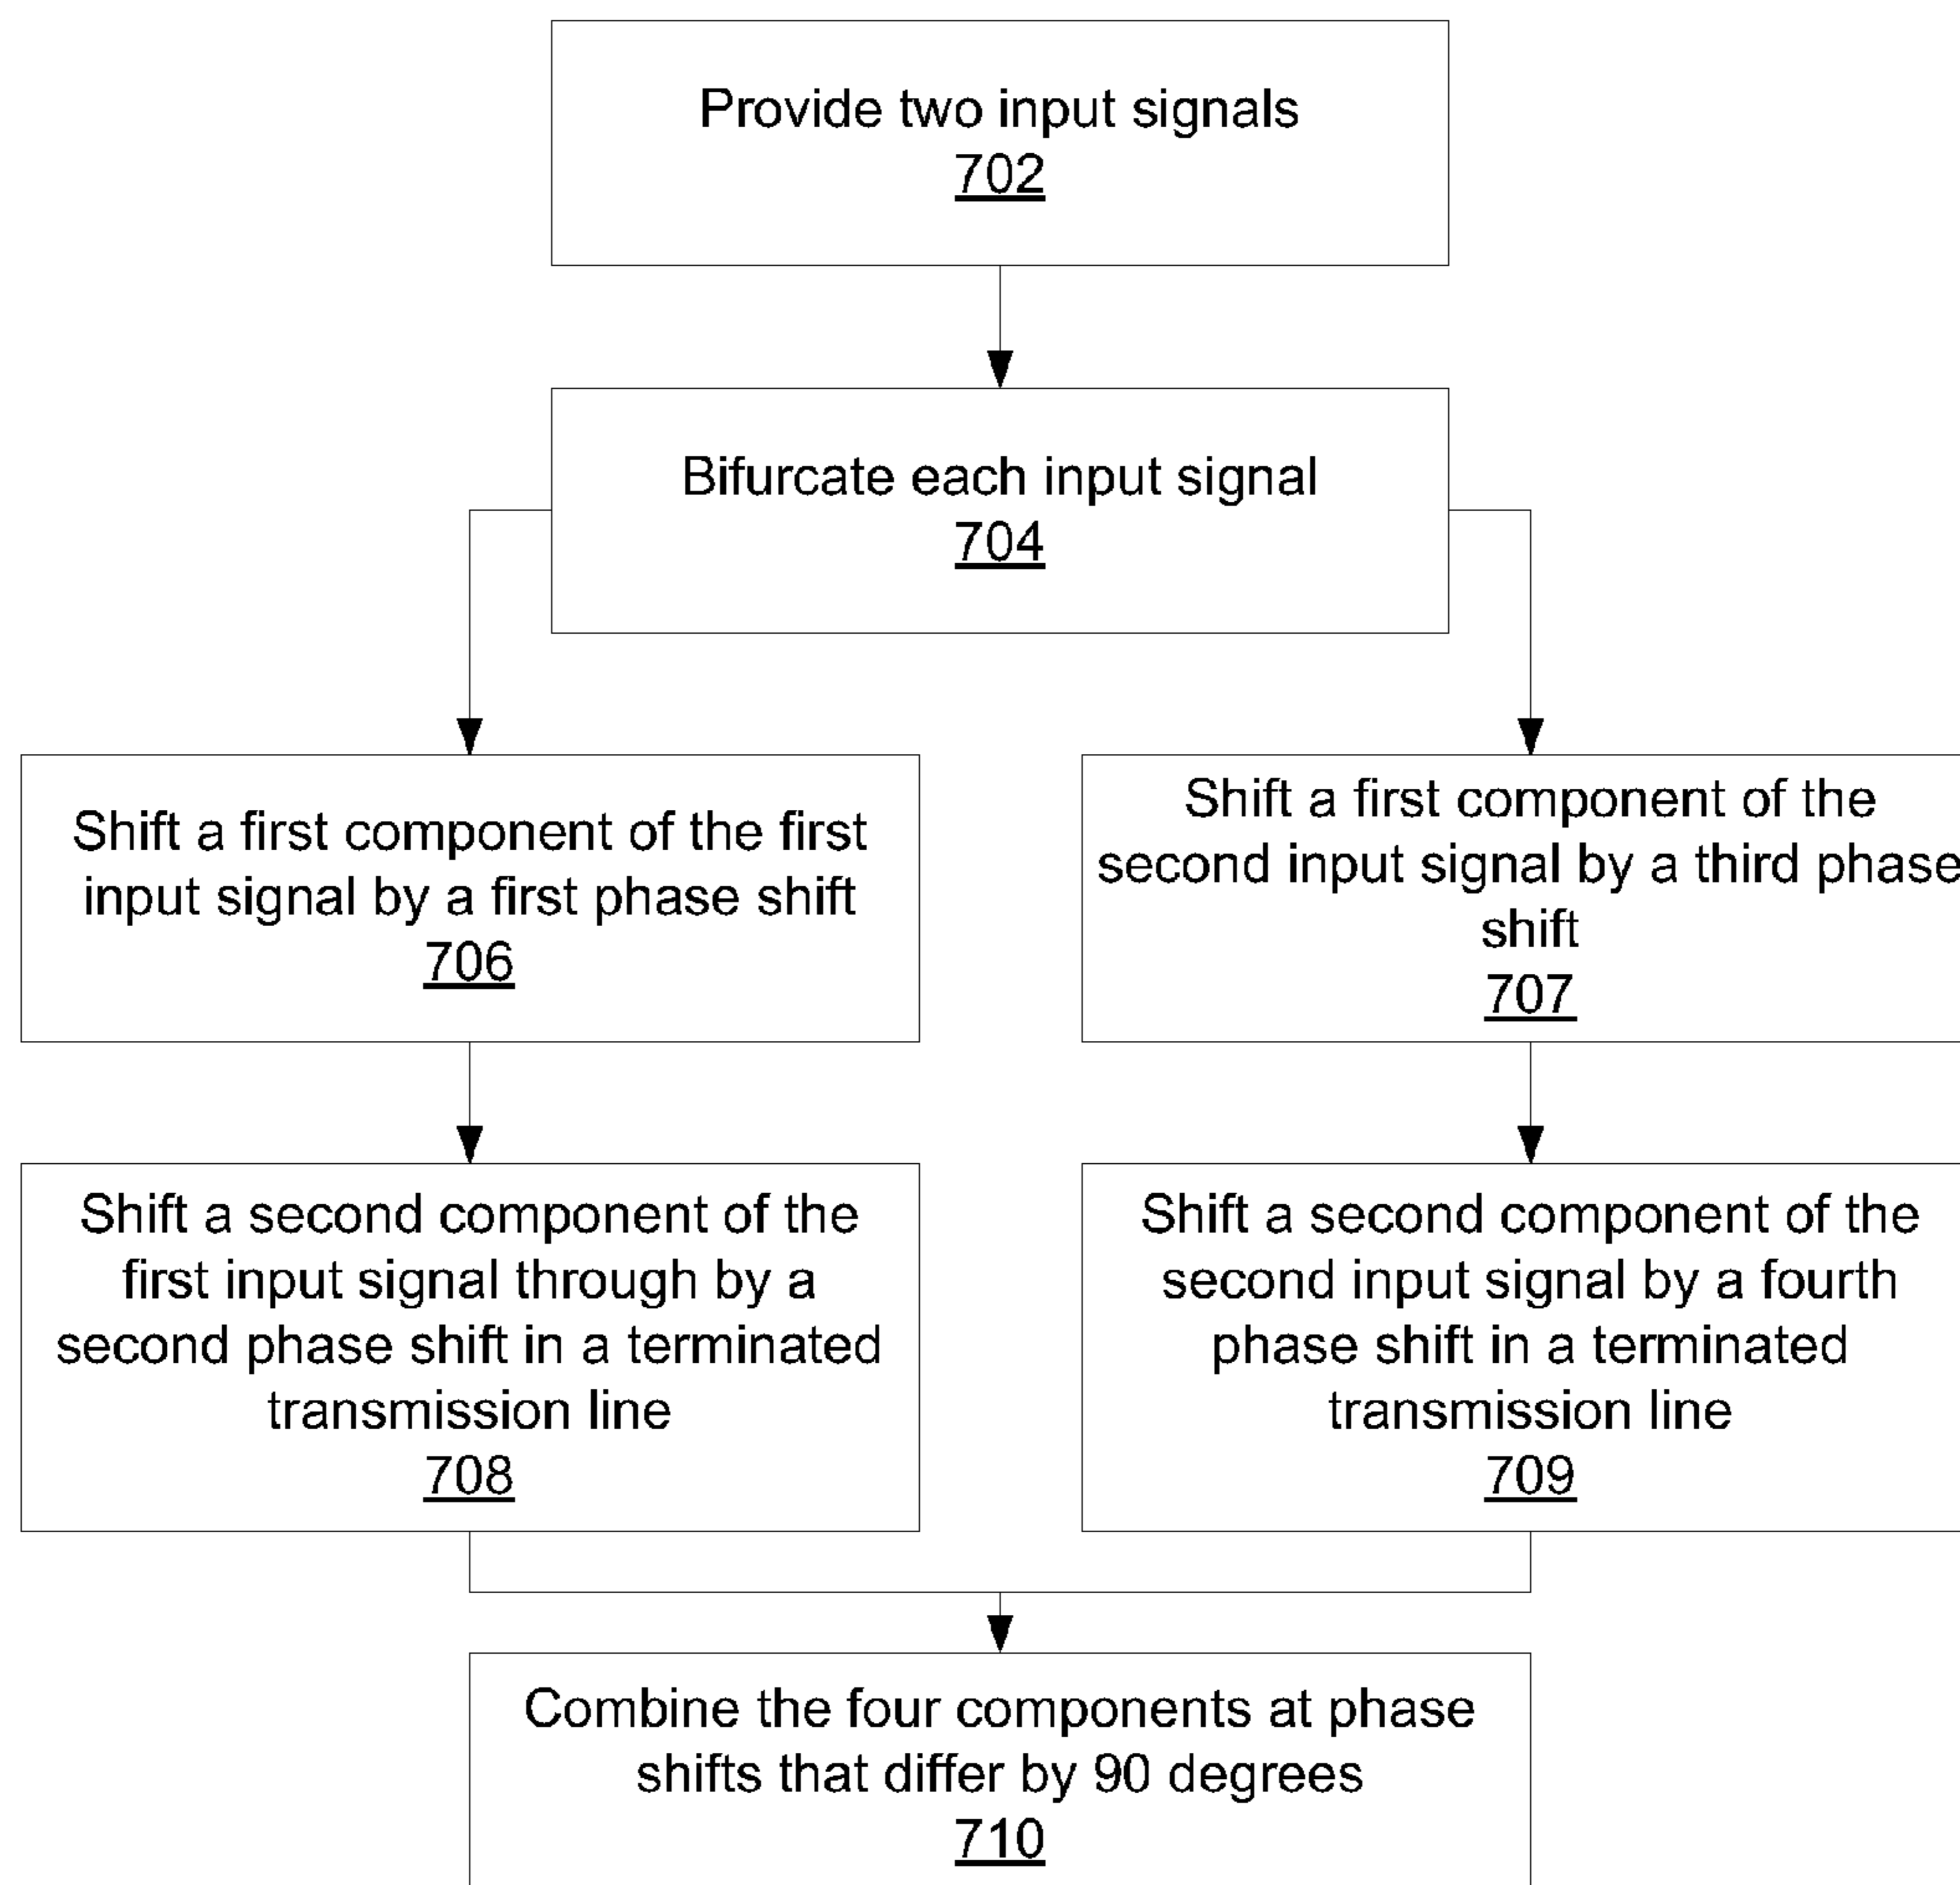 Provide two input signals
702
Bifurcate each input signal
704
Shift a first component of the first
input signal by a first phase shift
706
Shift a first component of the
second input signal by a third phase
shift
707
Shift a second component of the
first input signal through by a
second phase shift in a terminated
transmission line
708
Shift a second component of the
second input signal by a fourth
phase shift in a terminated
transmission line
709
Combine the four components at phase
shifts that differ by 90 degrees
710